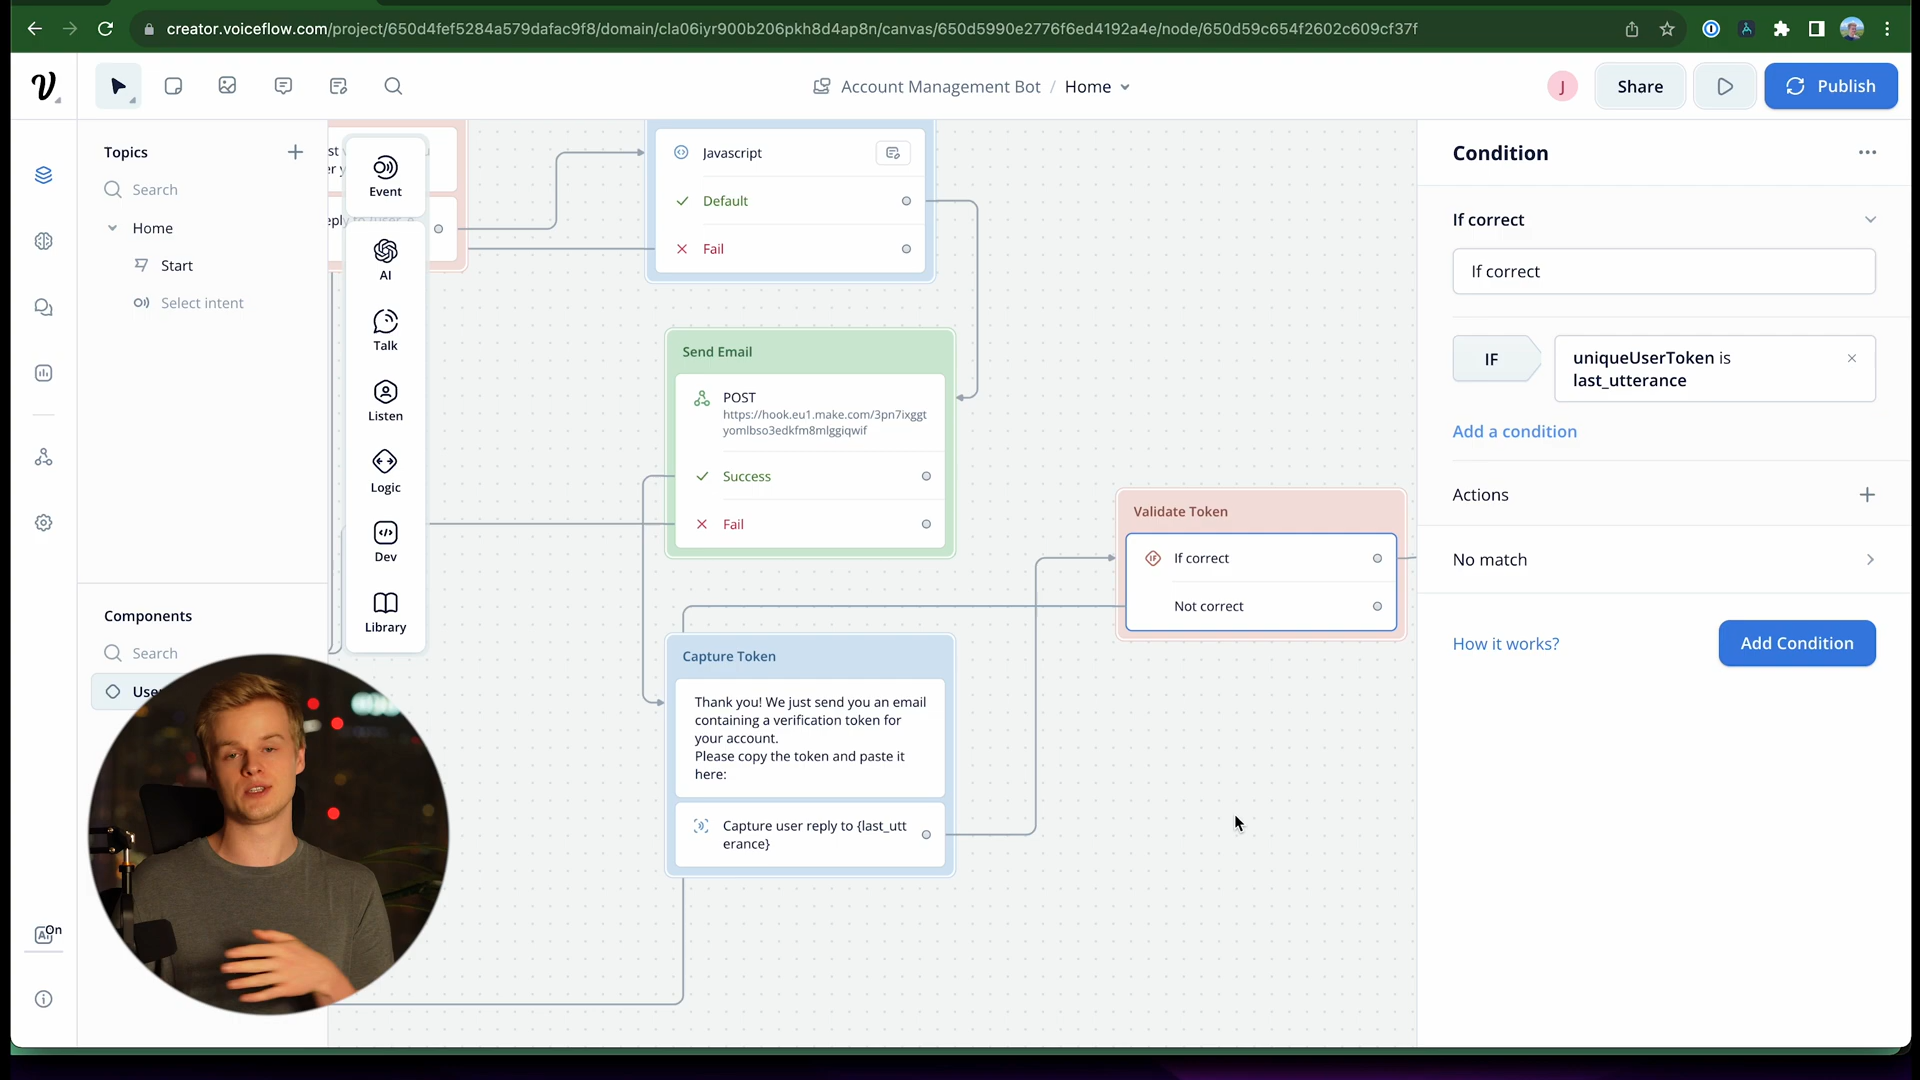 creator.voiceflow.com/project/650d4fef5284a579dafac9f8/domain/cla06iyr900b206pkh8d4ap8n/canvas/650d5990e2776f6ed4192a4e/node/650d59c654f2602c609cf37f
Account Management Bot / Home
J
Share
Publish
Topics
Search
Home
Start
Select intent
Components
Search
Use
On
Event
AI
Talk
Listen
Logic
Dev
Library
Javascript
Default
Fail
Send Email
POST
https://hook.eu1.make.com/3pn7ixggt
yomlbso3edkfm8mlggiqwif
Success
Fail
Capture Token
Thank you! We just send you an email
containing a verification token for
your account.
Please copy the token and paste it
here:
Capture user reply to {last_utt
erance}
Validate Token
If correct
Not correct
Condition
If correct
If correct
IF
uniqueUserToken is
last_utterance
Add a condition
Actions
No match
How it works?
Add Condition